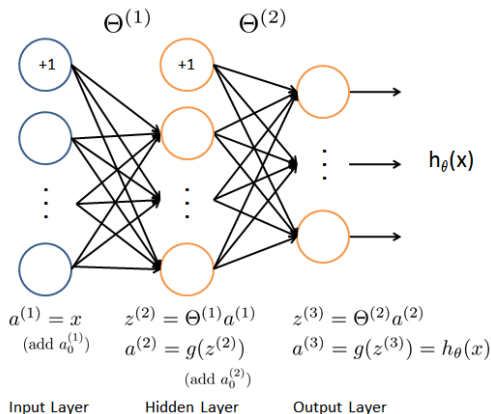 Θ⁽¹⁾ Θ⁽²⁾
+1 +1
⋮ ⋮ ⋮ hθ(x)
a⁽¹⁾ = x z⁽²⁾ = Θ⁽¹⁾a⁽¹⁾ z⁽³⁾ = Θ⁽²⁾a⁽²⁾
(add a₀⁽¹⁾) a⁽²⁾ = g(z⁽²⁾) a⁽³⁾ = g(z⁽³⁾) = hθ(x)
(add a₀⁽²⁾)
Input Layer Hidden Layer Output Layer